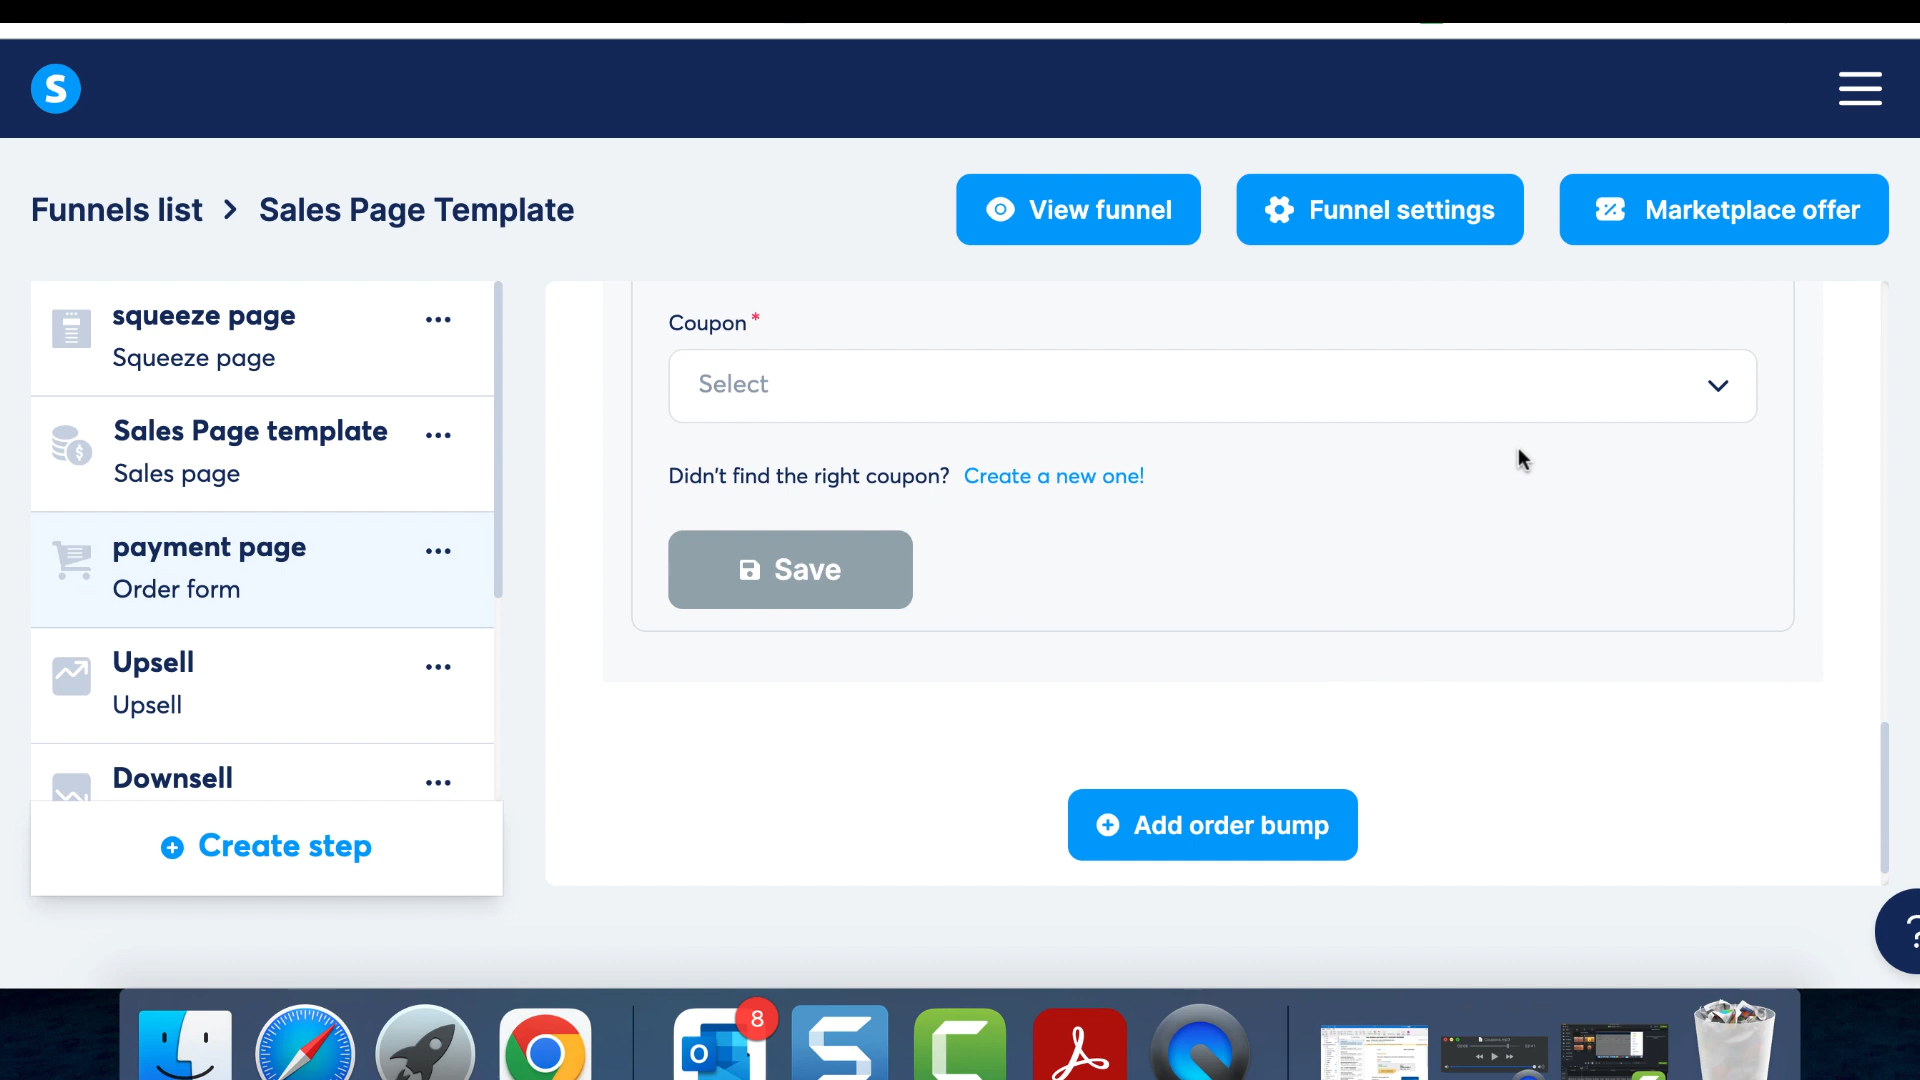 S
Funnels list > Sales Page Template
View funnel
Funnel settings
Marketplace offer
squeeze page
Squeeze page
Sales Page template
Sales page
payment page
Order form
Upsell
Upsell
Downsell
Create step
Coupon *
Select
Didn't find the right coupon? Create a new one!
Save
Add order bump
?
8